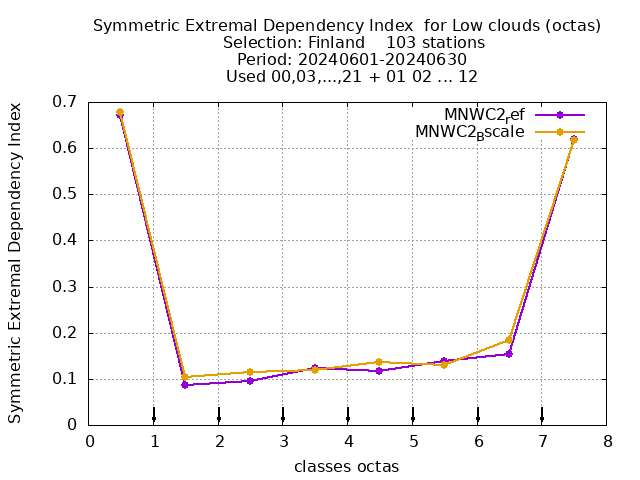 Symmetric Extremal Dependency Index  for Low clouds (octas)
Selection: Finland    103 stations
Period: 20240601-20240630
Used 00,03,...,21 + 01 02 ... 12
MNWC2ref
MNWC2Bscale
Symmetric Extremal Dependency Index
0.7
0.6
0.5
0.4
0.3
0.2
0.1
0
0 1 2 3 4 5 6 7 8
classes octas